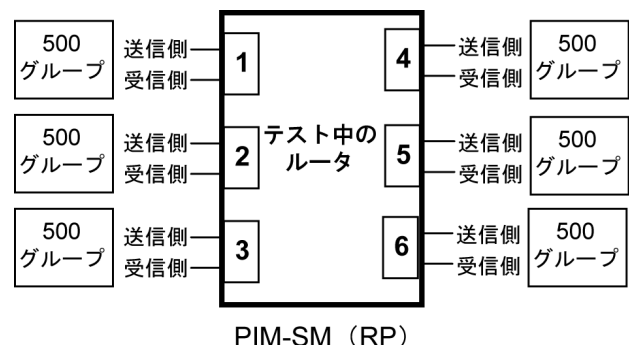 500
グループ
送信側
受信側
1
500
グループ
送信側
受信側
2
500
グループ
送信側
受信側
3
テスト中の
ルータ
4
送信側
受信側
500
グループ
5
送信側
受信側
500
グループ
6
送信側
受信側
500
グループ
PIM-SM（RP）